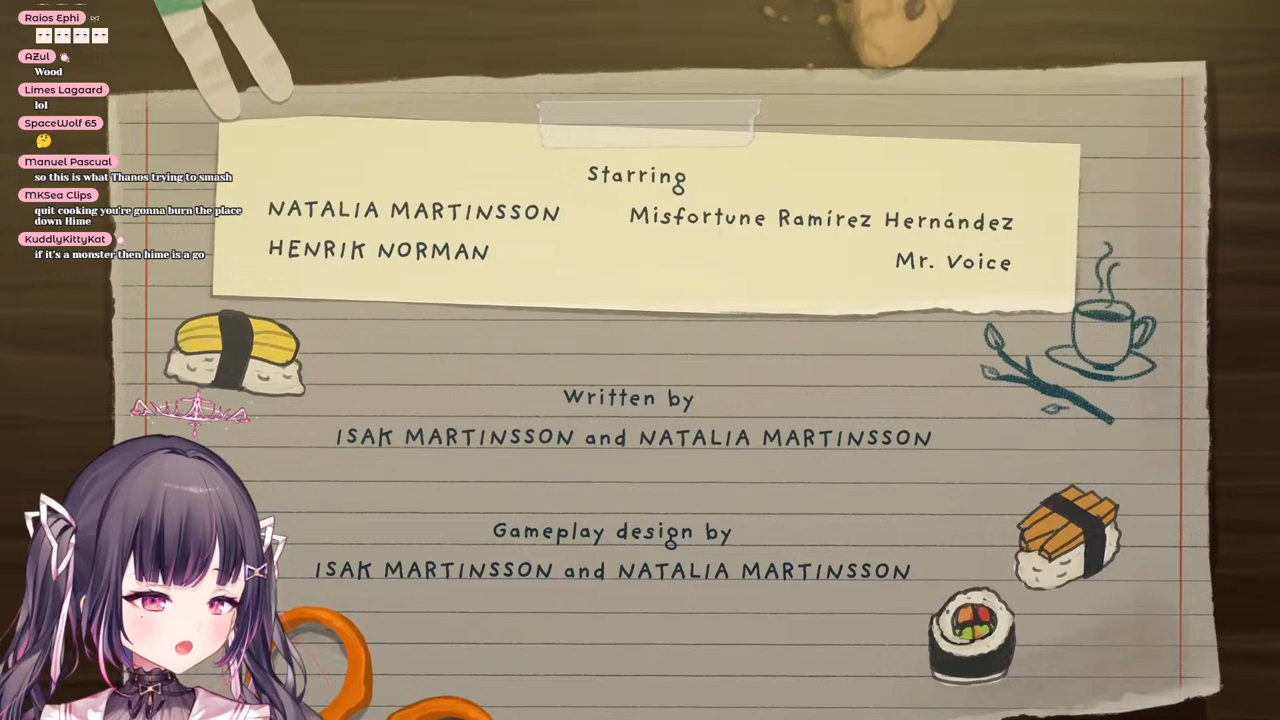 Raios Ephi
AZul
Wood
Limes Lagaard
lol
SpaceWolf 65
Manuel Pascual
so this is what Thanos trying to smash
MKSea Clips
quit cooking you're gonna burn the place
down Hime
KuddlyKittyKat
if it's a monster then hime is a go
Starring
NATALIA MARTINSSON Misfortune Ramírez Hernández
HENRIK NORMAN Mr. Voice
Written by
ISAK MARTINSSON and NATALIA MARTINSSON
Gameplay design by
ISAK MARTINSSON and NATALIA MARTINSSON